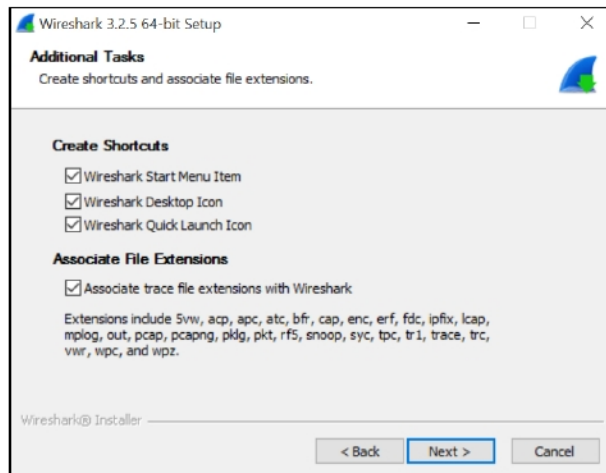 Wireshark 3.2.5 64-bit Setup
Additional Tasks
Create shortcuts and associate file extensions.
Create Shortcuts
Wireshark Start Menu Item
Wireshark Desktop Icon
Wireshark Quick Launch Icon
Associate File Extensions
Associate trace file extensions with Wireshark
Extensions include 5vw, acp, apc, atc, bfr, cap, enc, erf, fdc, ipfix, lcap,
mplog, out, pcap, pcapng, pklg, pkt, rf5, snoop, syc, tpc, tr1, trace, trc,
vwr, wpc, and wpz.
Wireshark® Installer
< Back Next > Cancel